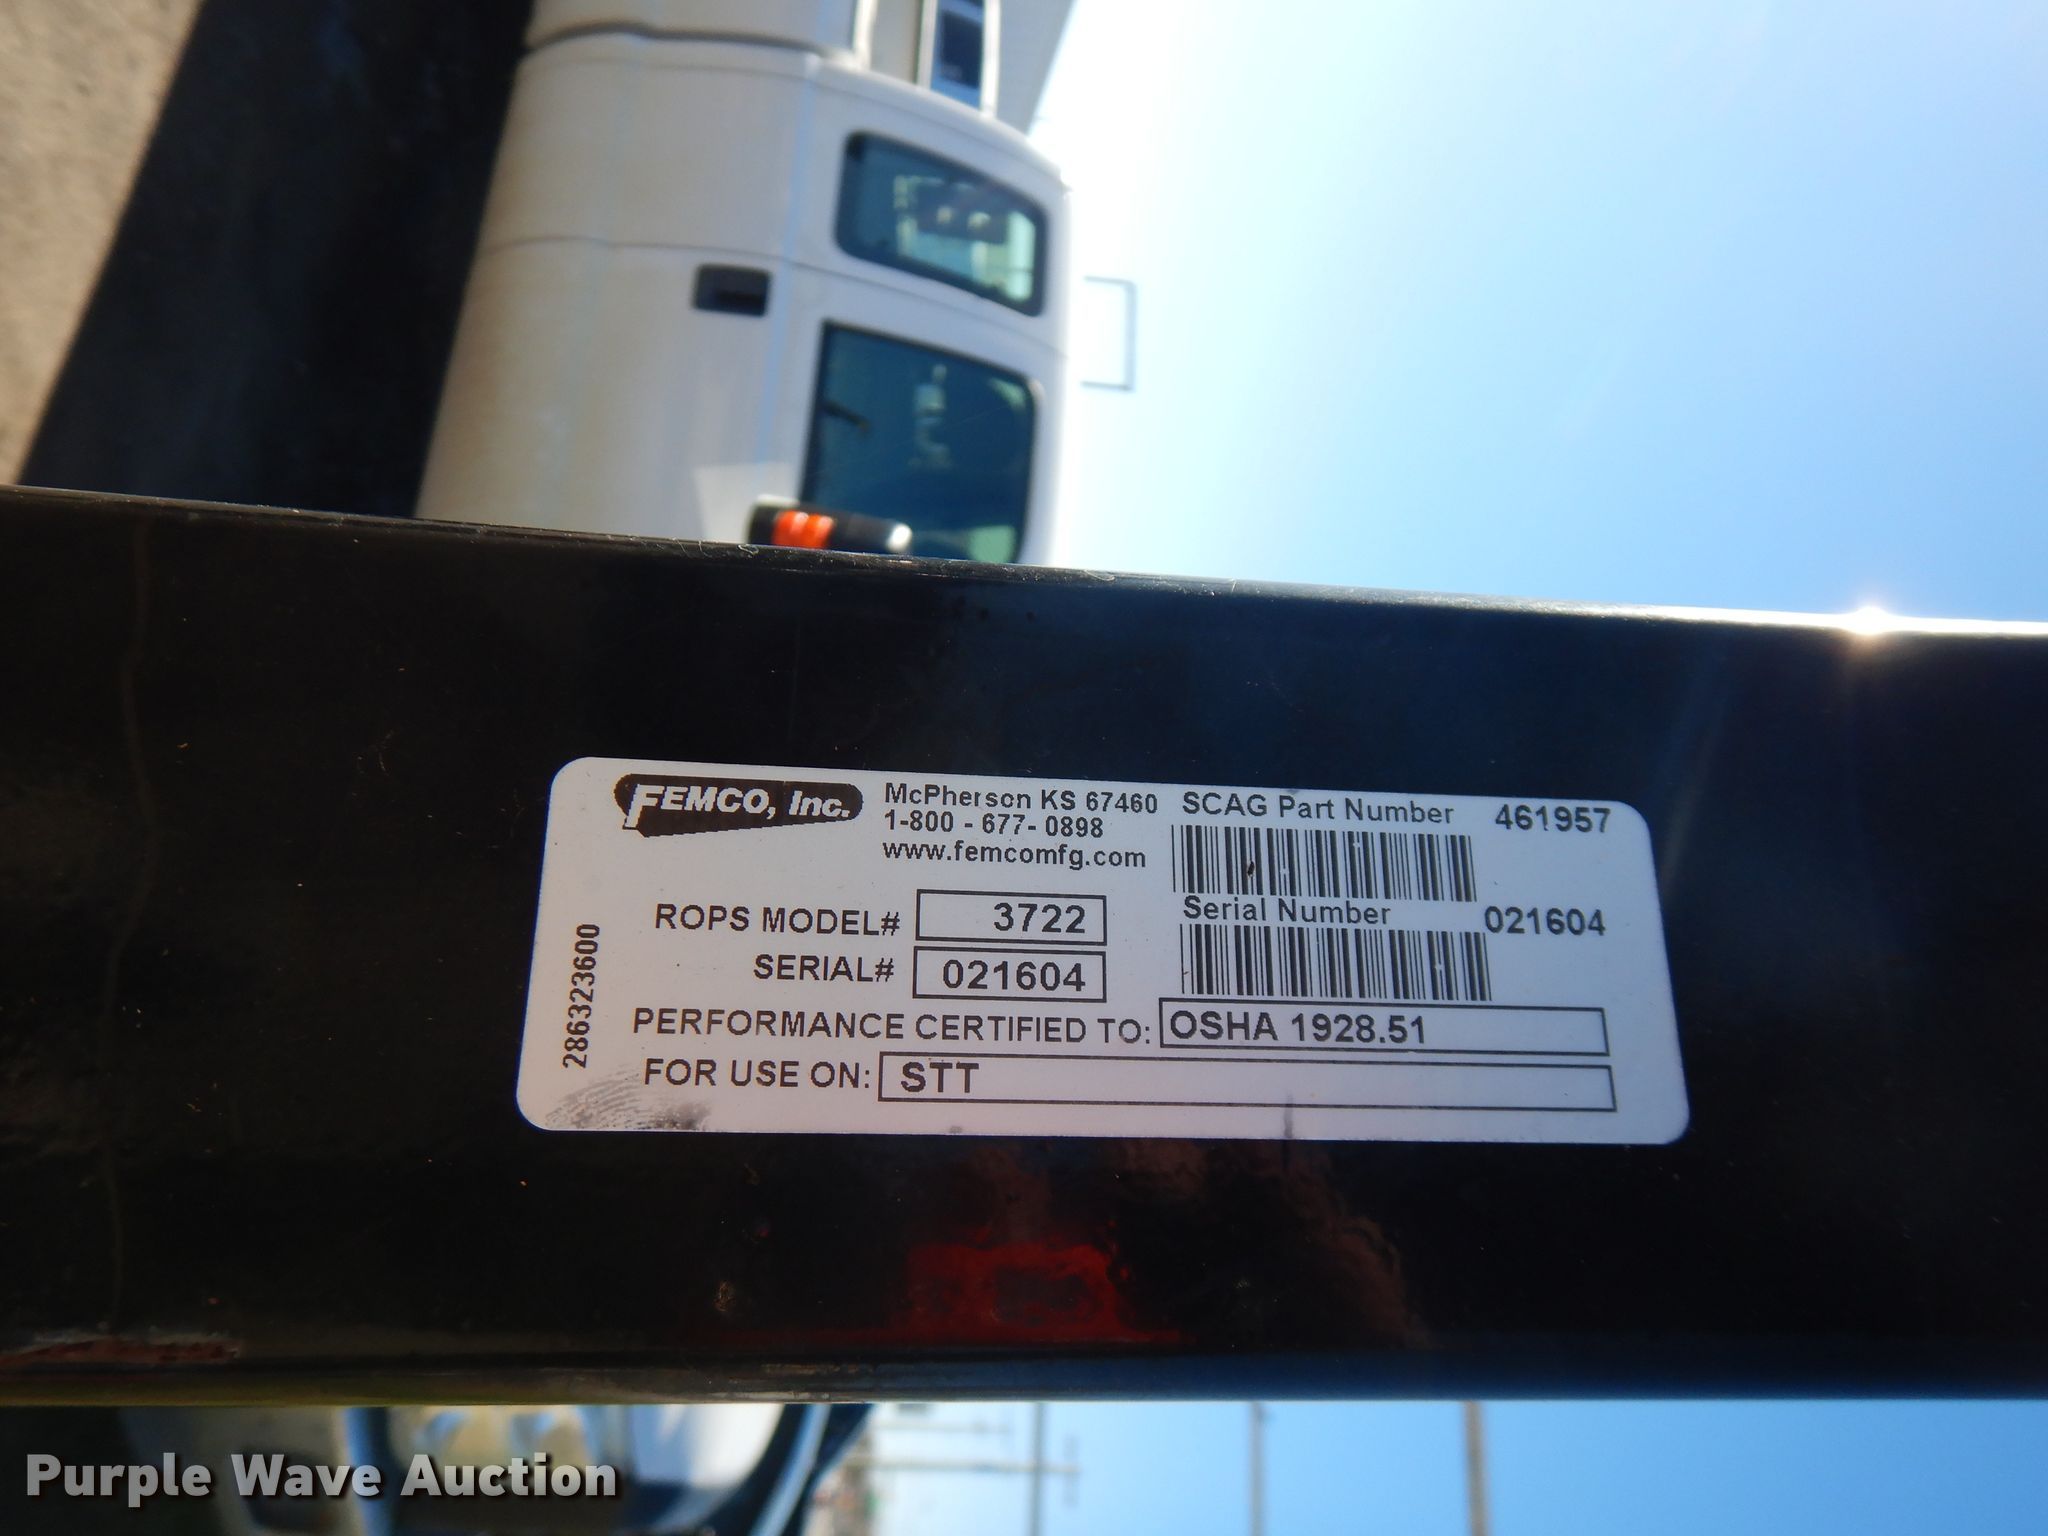 FEMCO, Inc.
McPherson KS 67460
1-800 - 677- 0898
www.femcomfg.com
SCAG Part Number 461957
Serial Number 021604
ROPS MODEL# 3722
SERIAL# 021604
PERFORMANCE CERTIFIED TO: OSHA 1928.51
FOR USE ON: STT
286323600
Purple Wave Auction